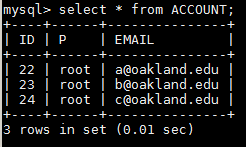 mysql> select * from ACCOUNT;
+----+------+---------------+
| ID | P    | EMAIL         |
+----+------+---------------+
| 22 | root | a@oakland.edu |
| 23 | root | b@oakland.edu |
| 24 | root | c@oakland.edu |
+----+------+---------------+
3 rows in set (0.01 sec)